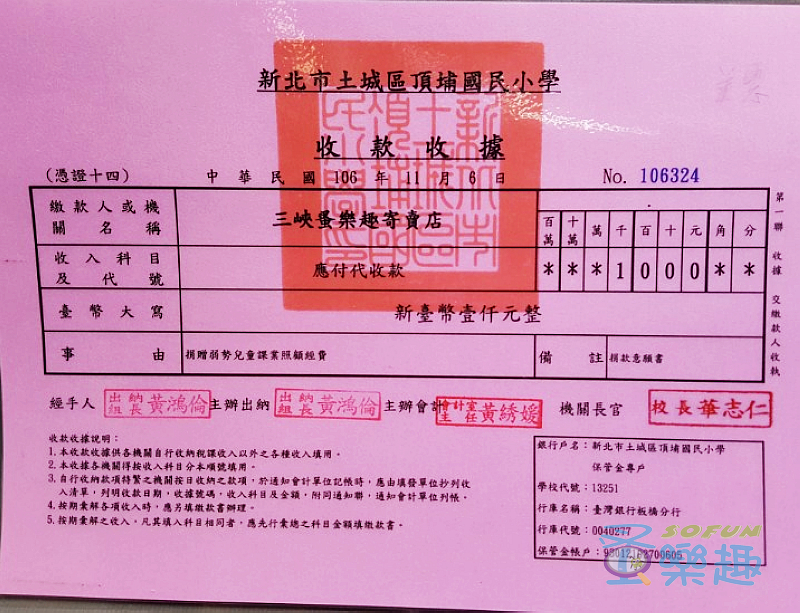 新北市土城區頂埔國民小學
收款收據
(憑證十四) 中華民國 106 年 11 月 6 日 No. 106324
繳款人或機關名稱 三峽蚤樂趣寄賣店 百萬 十萬 萬 千 百 十 元 角 分
收入科目及代號 應付代收款 * * * 1 0 0 0 * *
臺幣大寫 新臺幣壹仟元整
事由 捐贈弱勢兒童課業照顧經費 備註 捐款意願書
第一聯 收據 交繳款人收執
經手人 出納組長 黃鴻倫 主辦出納 出納組長 黃鴻倫 主辦會計 會計室主任 黃綉媛 機關長官 校長 華志仁
收款收據說明：
1.本收款收據供各機關自行收納稅課收入以外之各種收入填用。
2.本收據各機關得按收入科目分本項號填用。
3.自行收納款項特繁之機關按日收納之款項，於通知會計單位記帳時，應由填發單位抄列收
入清單，列明收款日期，收據號碼，收入科目及金額，附同通知聯，通知會計單位列帳。
4.按期彙解各項收入時，應另填繳款書辦理。
5.按期彙解之收入，凡其填入科目相同者，應先行彙總之科目金額填繳款書。
銀行戶名：新北市土城區頂埔國民小學
保管金專戶
學校代號：13251
行庫名稱：臺灣銀行板橋分行
行庫代號：0040277
保管金帳戶：
SOFUN
蚤樂趣